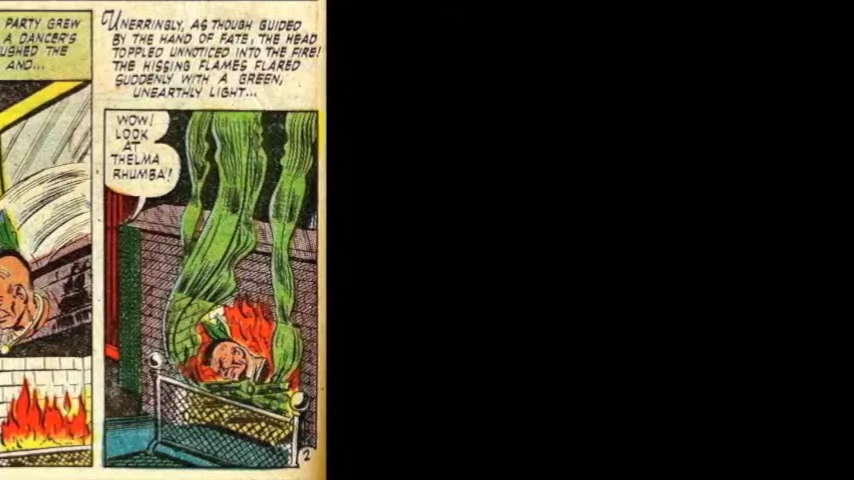 PARTY GREW
A DANCER'S
USHED THE
AND...
UNERRINGLY, AS THOUGH GUIDED
BY THE HAND OF FATE, THE HEAD
TOPPLED UNNOTICED INTO THE FIRE!
THE HISSING FLAMES FLARED
SUDDENLY WITH A GREEN,
UNEARTHLY LIGHT...
WOW!
LOOK
AT
THELMA
RHUMBA!
2